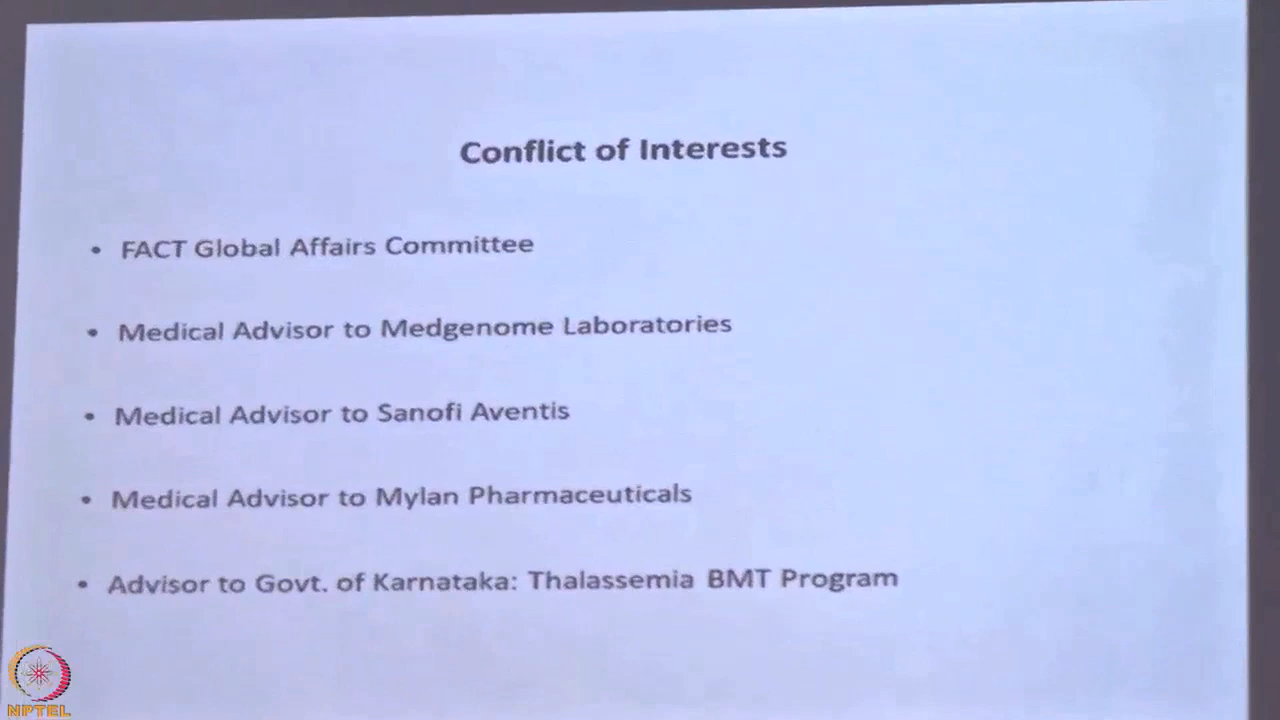 Conflict of Interests
• FACT Global Affairs Committee
• Medical Advisor to Medgenome Laboratories
• Medical Advisor to Sanofi Aventis
• Medical Advisor to Mylan Pharmaceuticals
• Advisor to Govt. of Karnataka: Thalassemia BMT Program
NPTEL